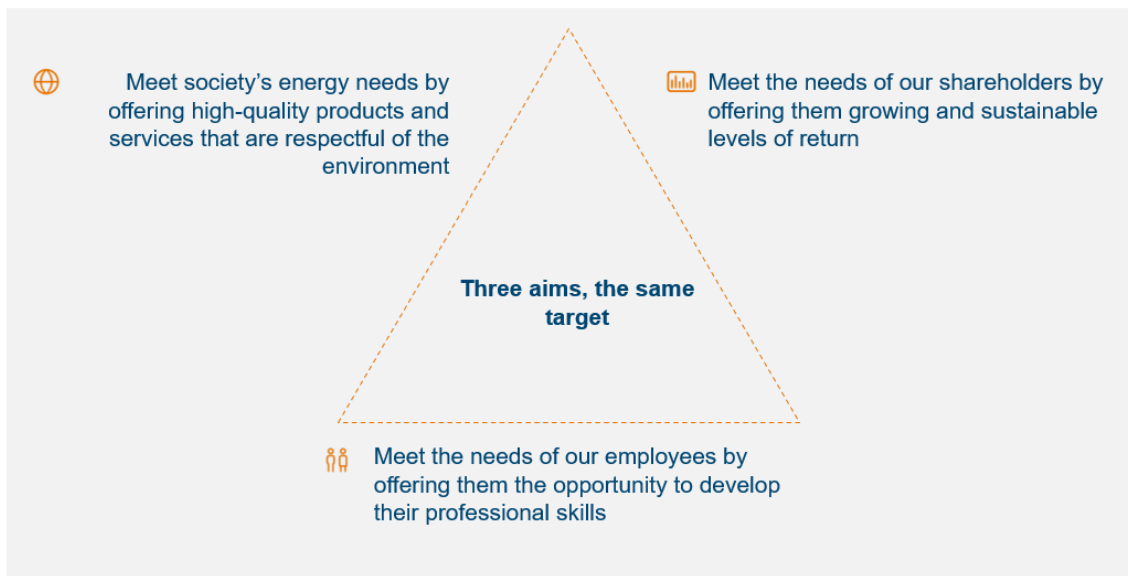 Meet society’s energy needs by
offering high-quality products and
services that are respectful of the
environment
Meet the needs of our shareholders by
offering them growing and sustainable
levels of return
Three aims, the same
target
Meet the needs of our employees by
offering them the opportunity to develop
their professional skills